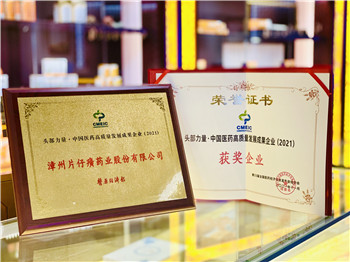 CMEIC
头部力量·中国医药高质量发展成果企业(2021)
漳州片仔癀药业股份有限公司
荣誉证书
CMEIC
头部力量·中国医药高质量发展成果企业(2021)
获奖企业